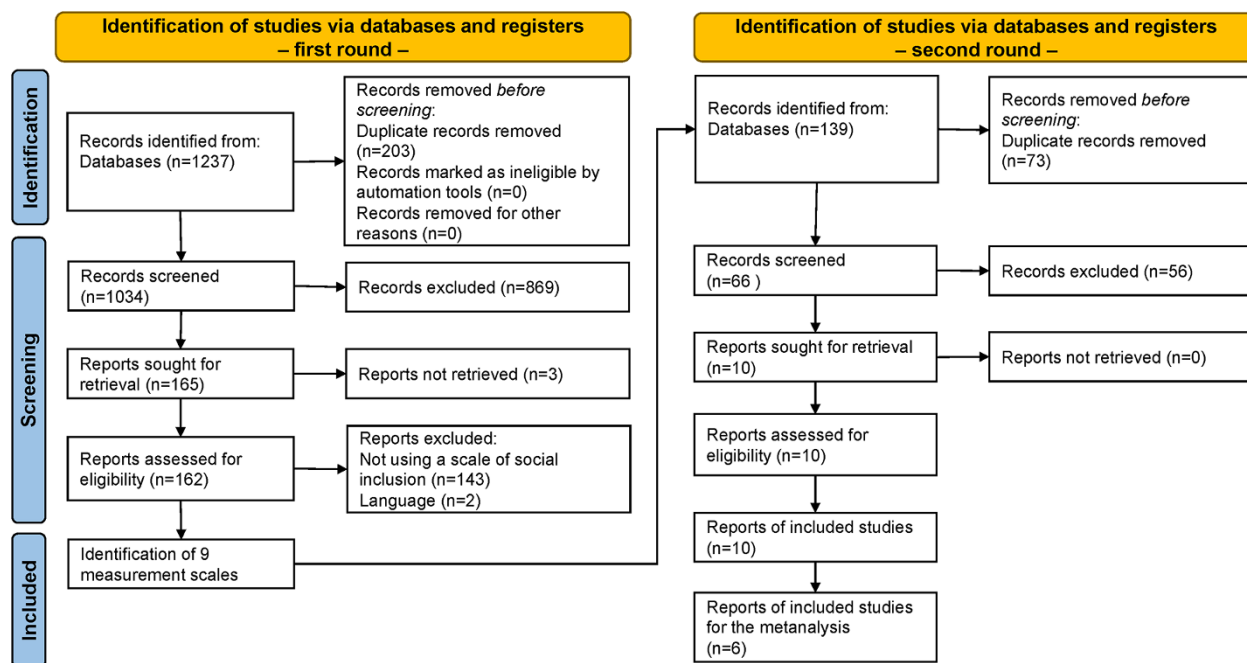 Identification of studies via databases and registers
– first round –
Identification
Records identified from:
Databases (n=1237)
Records removed before
screening:
Duplicate records removed
(n=203)
Records marked as ineligible by
automation tools (n=0)
Records removed for other
reasons (n=0)
Screening
Records screened
(n=1034)
Records excluded (n=869)
Reports sought for
retrieval (n=165)
Reports not retrieved (n=3)
Reports assessed for
eligibility (n=162)
Reports excluded:
Not using a scale of social
inclusion (n=143)
Language (n=2)
Included
Identification of 9
measurement scales
Identification of studies via databases and registers
– second round –
Records identified from:
Databases (n=139)
Records removed before
screening:
Duplicate records removed
(n=73)
Records screened
(n=66 )
Records excluded (n=56)
Reports sought for retrieval
(n=10)
Reports not retrieved (n=0)
Reports assessed for
eligibility (n=10)
Reports of included studies
(n=10)
Reports of included studies
for the metanalysis
(n=6)